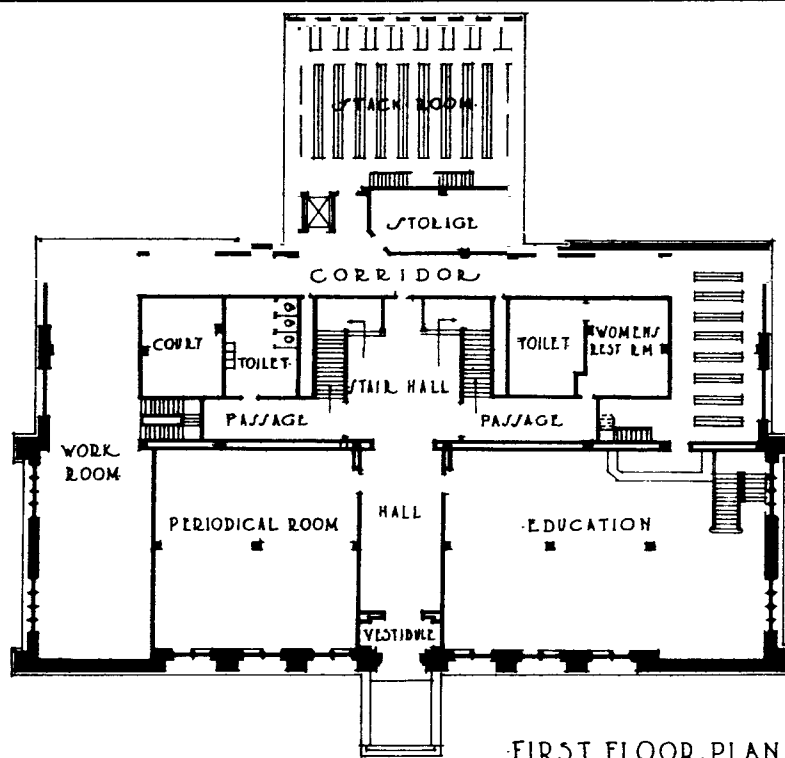 STACK ROOM
STORIGE
CORRIDOR
COURT
TOILET
STAIR HALL
TOILET
WOMENS
REST RM
PASSAGE
PASSAGE
WORK
ROOM
PERIODICAL ROOM
HALL
EDUCATION
VESTIBULE
FIRST FLOOR PLAN